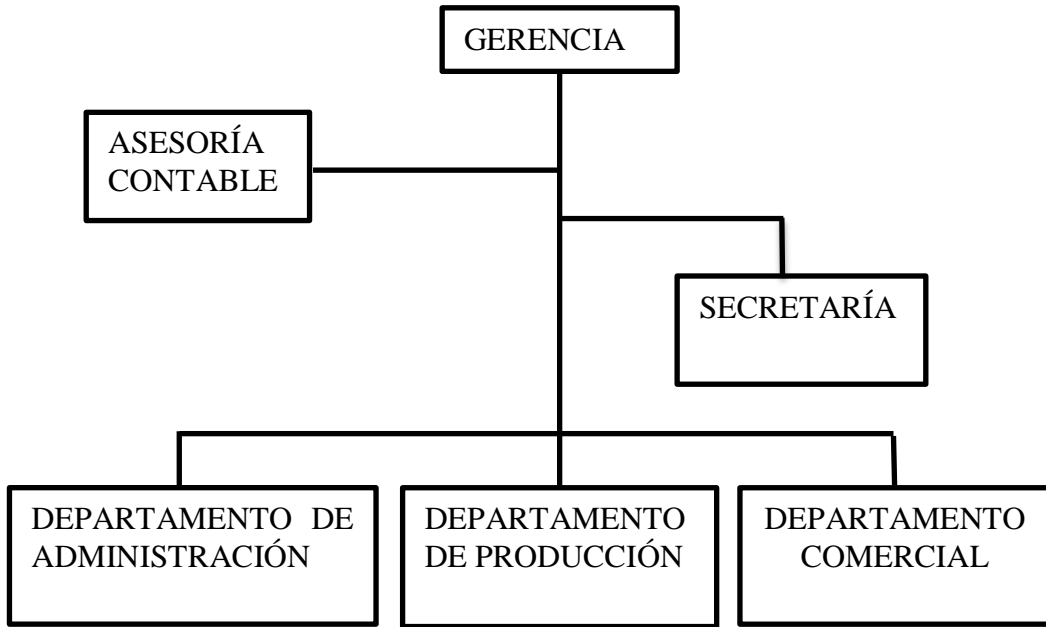 GERENCIA
ASESORÍA
CONTABLE
SECRETARÍA
DEPARTAMENTO DE
ADMINISTRACIÓN
DEPARTAMENTO
DE PRODUCCIÓN
DEPARTAMENTO
COMERCIAL